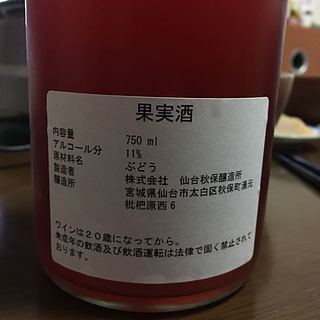 果実酒
内容量 750 ml
アルコール分 11%
原材料名 ぶどう
製造者 株式会社 仙台秋保醸造所
醸造所 宮城県仙台市太白区秋保町湯元
枇杷原西6
ワインは20歳になってから。
未成年の飲酒及び飲酒運転は法律で固く禁止されて
おります。